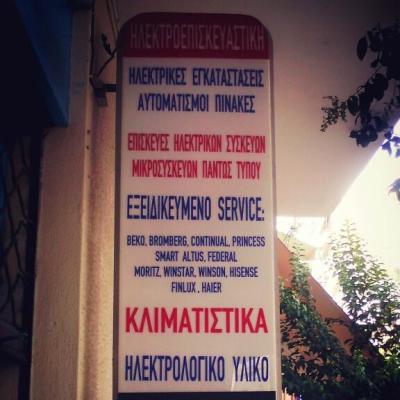 ΗΛΕΚΤΡΟΕΠΙΣΚΕΥΑΣΤΙΚΗ
ΗΛΕΚΤΡΙΚΕΣ ΕΓΚΑΤΑΣΤΑΣΕΙΣ
ΑΥΤΟΜΑΤΙΣΜΟΙ ΠΙΝΑΚΕΣ
ΕΠΙΣΚΕΥΕΣ ΗΛΕΚΤΡΙΚΩΝ ΣΥΣΚΕΥΩΝ
ΜΙΚΡΟΣΥΣΚΕΥΩΝ ΠΑΝΤΩΣ ΤΥΠΟΥ
ΕΞΕΙΔΙΚΕΥΜΕΝΟ SERVICE:
BEKO, BROMBERG, CONTINUAL, PRINCESS
SMART ALTUS, FEDERAL
MORITZ, WINSTAR, WINSON, HISENSE
FINLUX , HAIER
ΚΛΙΜΑΤΙΣΤΙΚΑ
ΗΛΕΚΤΡΟΛΟΓΙΚΟ ΥΛΙΚΟ